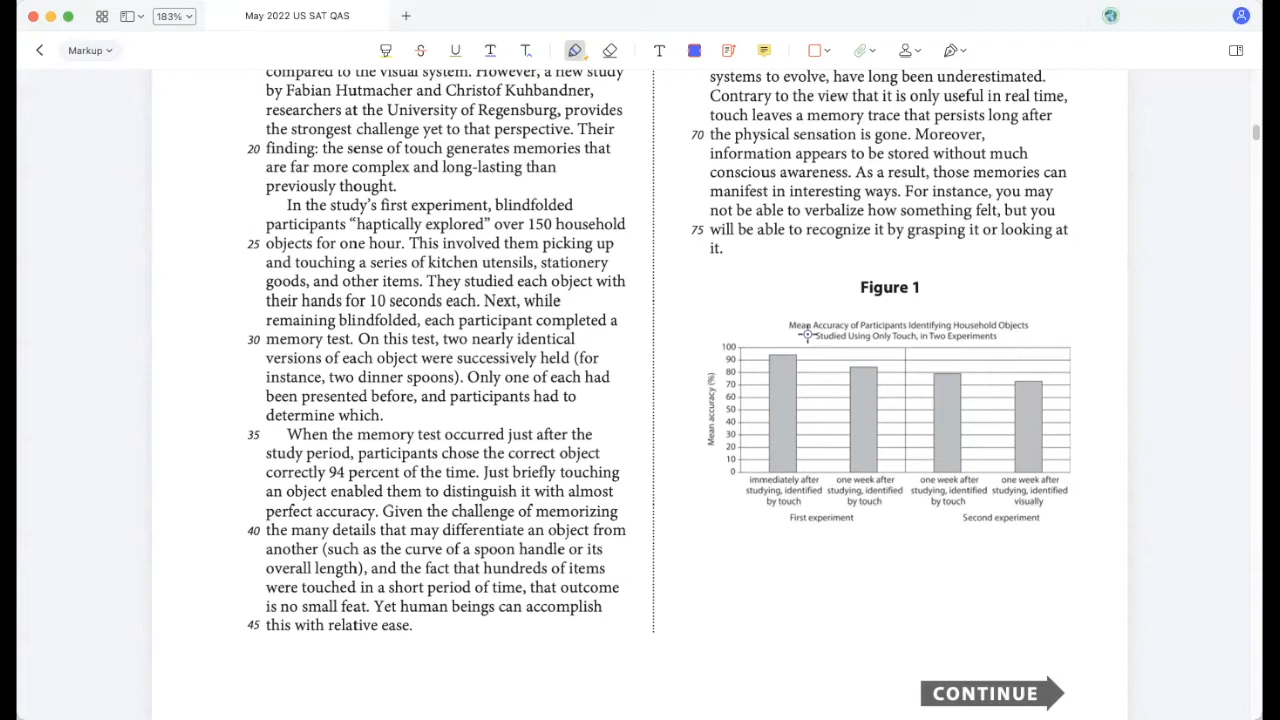 May 2022 US SAT QAS
183%
Markup
compared to the visual system. However, a new study
by Fabian Hutmacher and Christof Kuhbandner,
researchers at the University of Regensburg, provides
the strongest challenge yet to that perspective. Their
20 finding: the sense of touch generates memories that
are far more complex and long-lasting than
previously thought.
In the study's first experiment, blindfolded
participants “haptically explored” over 150 household
25 objects for one hour. This involved them picking up
and touching a series of kitchen utensils, stationery
goods, and other items. They studied each object with
their hands for 10 seconds each. Next, while
remaining blindfolded, each participant completed a
30 memory test. On this test, two nearly identical
versions of each object were successively held (for
instance, two dinner spoons). Only one of each had
been presented before, and participants had to
determine which.
35 When the memory test occurred just after the
study period, participants chose the correct object
correctly 94 percent of the time. Just briefly touching
an object enabled them to distinguish it with almost
perfect accuracy. Given the challenge of memorizing
40 the many details that may differentiate an object from
another (such as the curve of a spoon handle or its
overall length), and the fact that hundreds of items
were touched in a short period of time, that outcome
is no small feat. Yet human beings can accomplish
45 this with relative ease.
systems to evolve, have long been underestimated.
Contrary to the view that it is only useful in real time,
touch leaves a memory trace that persists long after
70 the physical sensation is gone. Moreover,
information appears to be stored without much
conscious awareness. As a result, those memories can
manifest in interesting ways. For instance, you may
not be able to verbalize how something felt, but you
75 will be able to recognize it by grasping it or looking at
it.
Figure 1
Mean Accuracy of Participants Identifying Household Objects
Studied Using Only Touch, in Two Experiments
Mean accuracy (%)
100
90
80
70
60
50
40
30
20
10
0
immediately after studying, identified by touch
one week after studying, identified by touch
one week after studying, identified by touch
one week after studying, identified visually
First experiment
Second experiment
CONTINUE